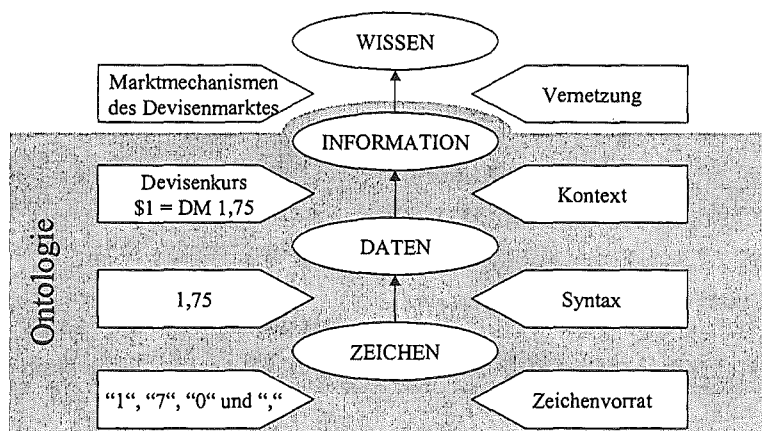 WISSEN
Marktmechanismen
des Devisenmarktes
Vernetzung
INFORMATION
Devisenkurs
$1 = DM 1,75
Kontext
DATEN
Ontologie
1,75
Syntax
ZEICHEN
“1“, “7“, “0“ und “,“
Zeichenvorrat